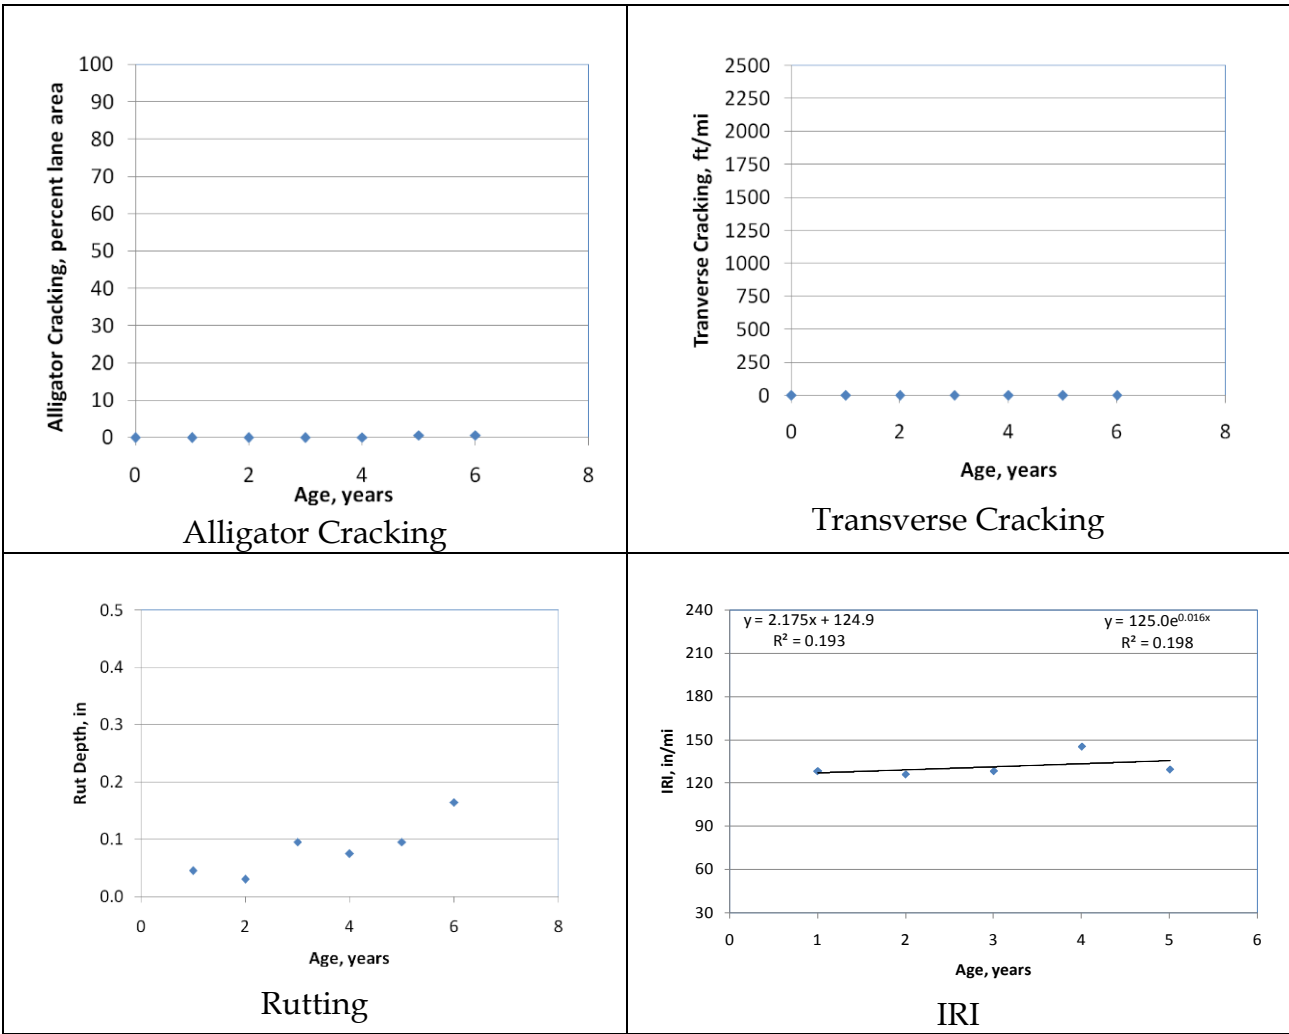 Alligator Cracking, percent lane area
100
90
80
70
60
50
40
30
20
10
0
0 2 4 6 8
Age, years
Alligator Cracking
Tranverse Cracking, ft/mi
2500
2250
2000
1750
1500
1250
1000
750
500
250
0
0 2 4 6 8
Age, years
Transverse Cracking
Rut Depth, in
0.5
0.4
0.3
0.2
0.1
0.0
0 2 4 6 8
Age, years
Rutting
IRI, in/mi
240
210
180
150
120
90
60
30
y = 2.175x + 124.9
R² = 0.193
y = 125.0e^0.016x
R² = 0.198
0 1 2 3 4 5 6
Age, years
IRI